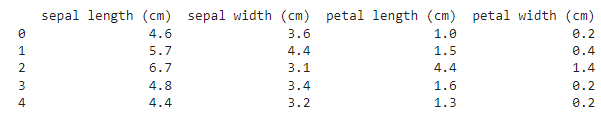 sepal length (cm) sepal width (cm) petal length (cm) petal width (cm)
0 4.6 3.6 1.0 0.2
1 5.7 4.4 1.5 0.4
2 6.7 3.1 4.4 1.4
3 4.8 3.4 1.6 0.2
4 4.4 3.2 1.3 0.2